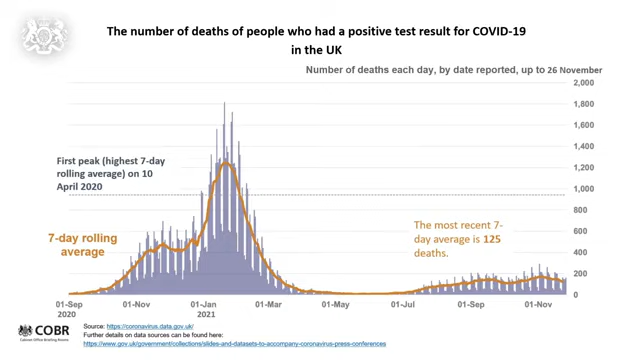 The number of deaths of people who had a positive test result for COVID-19
in the UK
Number of deaths each day, by date reported, up to 26 November
2,000
1,800
1,600
1,400
1,200
1,000
800
600
400
200
0
First peak (highest 7-day
rolling average) on 10
April 2020
7-day rolling
average
The most recent 7-
day average is 125
deaths.
01-Sep 01-Nov 01-Jan 01-Mar 01-May 01-Jul 01-Sep 01-Nov
2020 2021
COBR
Cabinet Office Briefing Rooms
Source: https://coronavirus.data.gov.uk/
Further details on data sources can be found here:
https://www.gov.uk/government/collections/slides-and-datasets-to-accompany-coronavirus-press-conferences